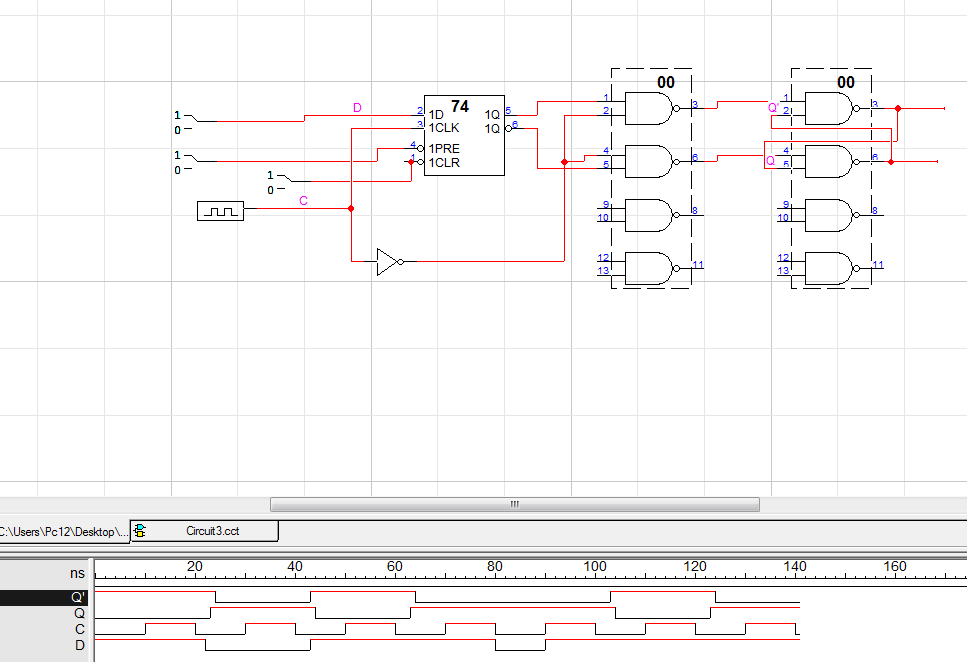 00 00
1 D 2 74 1Q 5 1 3 Q' 1 3
0 3 1D 1Q 6 2 2
1CLK
1 4 1PRE 4 6 4 6
0 1 1CLR 5 Q 5
1
0
C 9 8 9 8
10 10
12 11 12 11
13 13
C:\Users\Pc12\Desktop\... Circuit3.cct
ns 20 40 60 80 100 120 140 160
Q'
Q
C
D